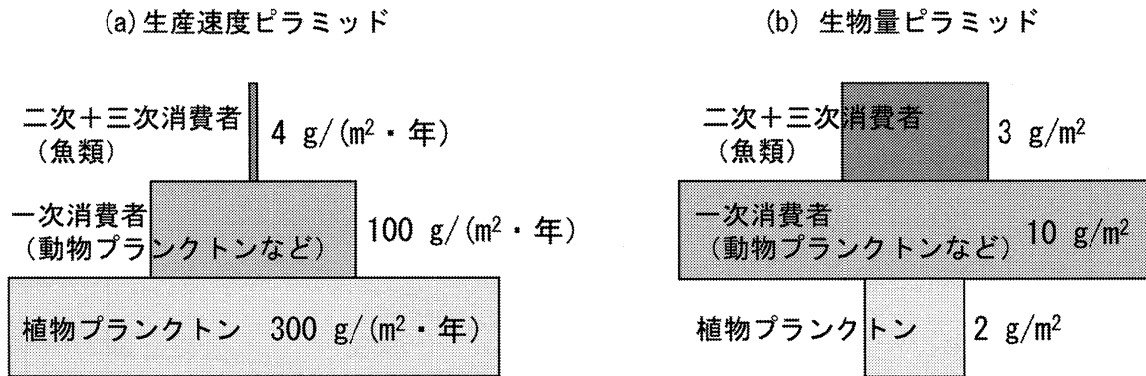 (a) 生産速度ピラミッド
二次＋三次消費者
（魚類）
4 g/(m²・年)
一次消費者
（動物プランクトンなど）
100 g/(m²・年)
植物プランクトン 300 g/(m²・年)
(b) 生物量ピラミッド
二次＋三次消費者
（魚類）
3 g/m²
一次消費者
（動物プランクトンなど）
10 g/m²
植物プランクトン
2 g/m²